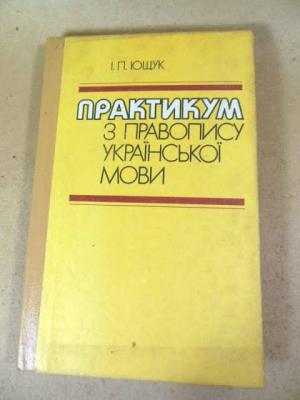 І.П. ЮЩУК
ПРАКТИКУМ
З ПРАВОПИСУ
УКРАЇНСЬКОЇ
МОВИ